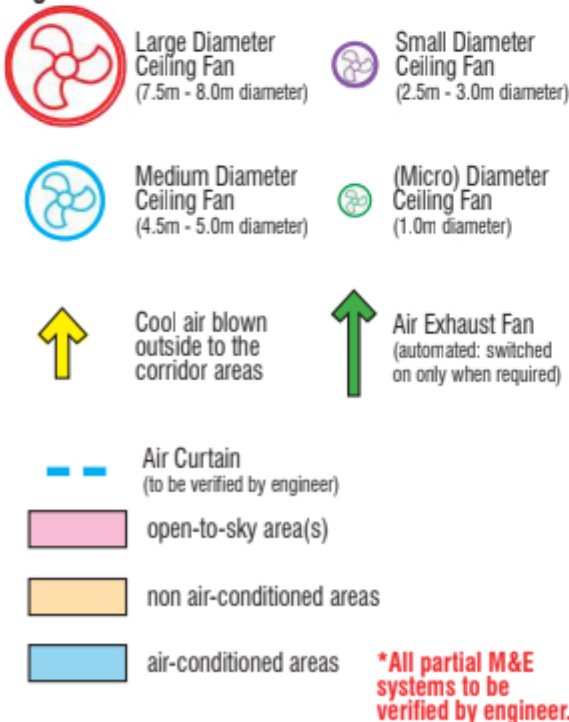 Large Diameter
Ceiling Fan
(7.5m - 8.0m diameter)
Small Diameter
Ceiling Fan
(2.5m - 3.0m diameter)
Medium Diameter
Ceiling Fan
(4.5m - 5.0m diameter)
(Micro) Diameter
Ceiling Fan
(1.0m diameter)
Cool air blown
outside to the
corridor areas
Air Exhaust Fan
(automated: switched
on only when required)
Air Curtain
(to be verified by engineer)
open-to-sky area(s)
non air-conditioned areas
air-conditioned areas
*All partial M&E
systems to be
verified by engineer.